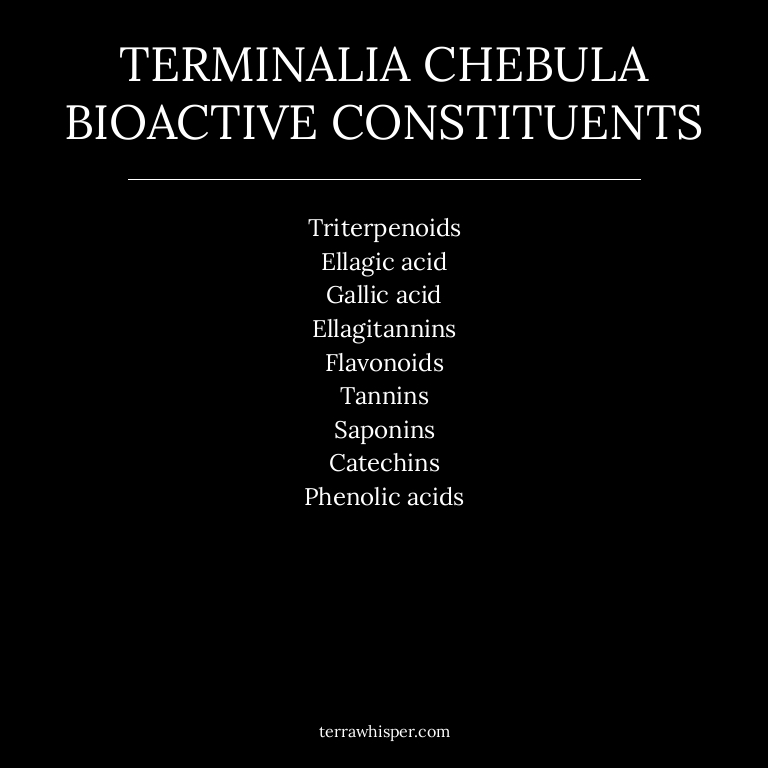 TERMINALIA CHEBULA
BIOACTIVE CONSTITUENTS
Triterpenoids
Ellagic acid
Gallic acid
Ellagitannins
Flavonoids
Tannins
Saponins
Catechins
Phenolic acids
terrawhisper.com